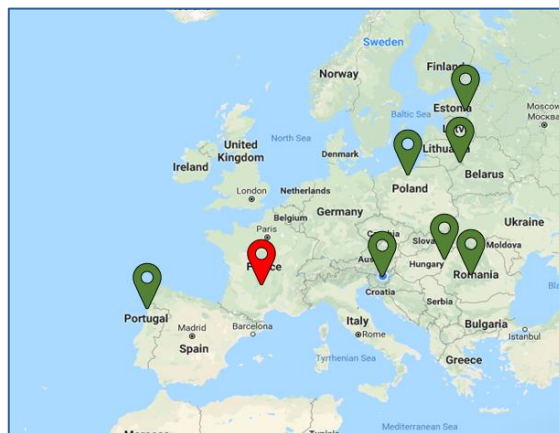 Sweden
Finland
Norway
Estonia
Moscow
Москва
Baltic Sea
North Sea
Denmark
Lithuania
United
Kingdom
Ireland
Belarus
London
Netherlands
Poland
Belgium
Germany
Ukraine
Paris
Moldova
Hungary
France
Romania
Croatia
Serbia
Italy
Rome
Bulgaria
Portugal
Madrid
Barcelona
Spain
Istanbul
Tyrrhenian Sea
Greece
Mediterranean Sea